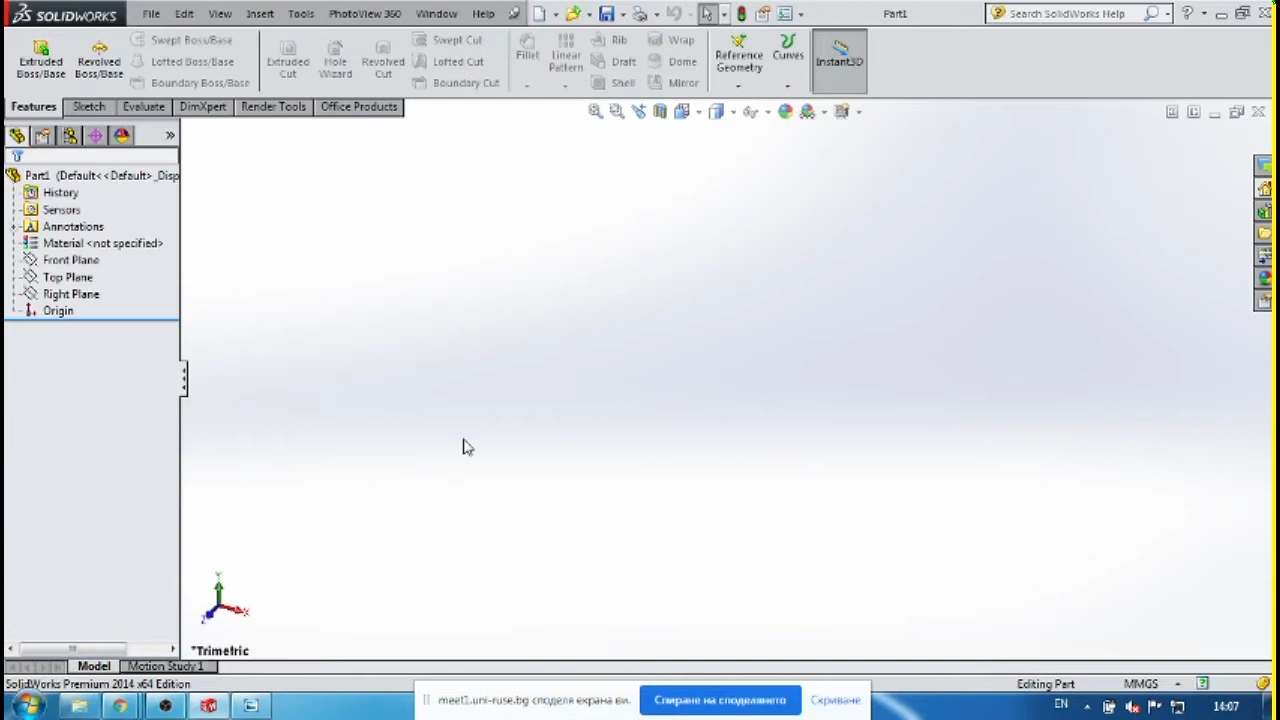 SOLIDWORKS File Edit View Insert Tools PhotoView 360 Window Help Part1 Search SolidWorks Help
Extruded Boss/Base
Revolved Boss/Base
Swept Boss/Base
Lofted Boss/Base
Boundary Boss/Base
Extruded Cut
Hole Wizard
Revolved Cut
Swept Cut
Lofted Cut
Boundary Cut
Fillet
Linear Pattern
Rib
Draft
Shell
Wrap
Dome
Mirror
Reference Geometry
Curves
Instant3D
Features Sketch Evaluate DimXpert Render Tools Office Products
Part1 (Default<<Default>_Disp
History
Sensors
Annotations
Material <not specified>
Front Plane
Top Plane
Right Plane
Origin
Y
X
Z
*Trimetric
Model Motion Study 1
SolidWorks Premium 2014 x64 Edition Editing Part MMGS
meet1.uni-ruse.bg споделя екрана ви. Спиране на споделянето Скриване
EN 14:07